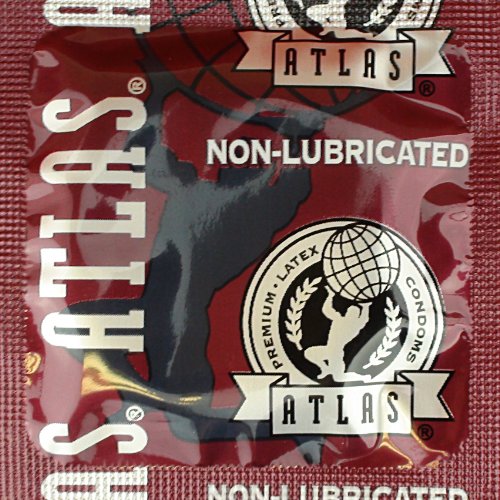 ATLAS®
NON-LUBRICATED
PREMIUM • LATEX CONDOMS
ATLAS®
ATLAS®
NON-LUBRICATED